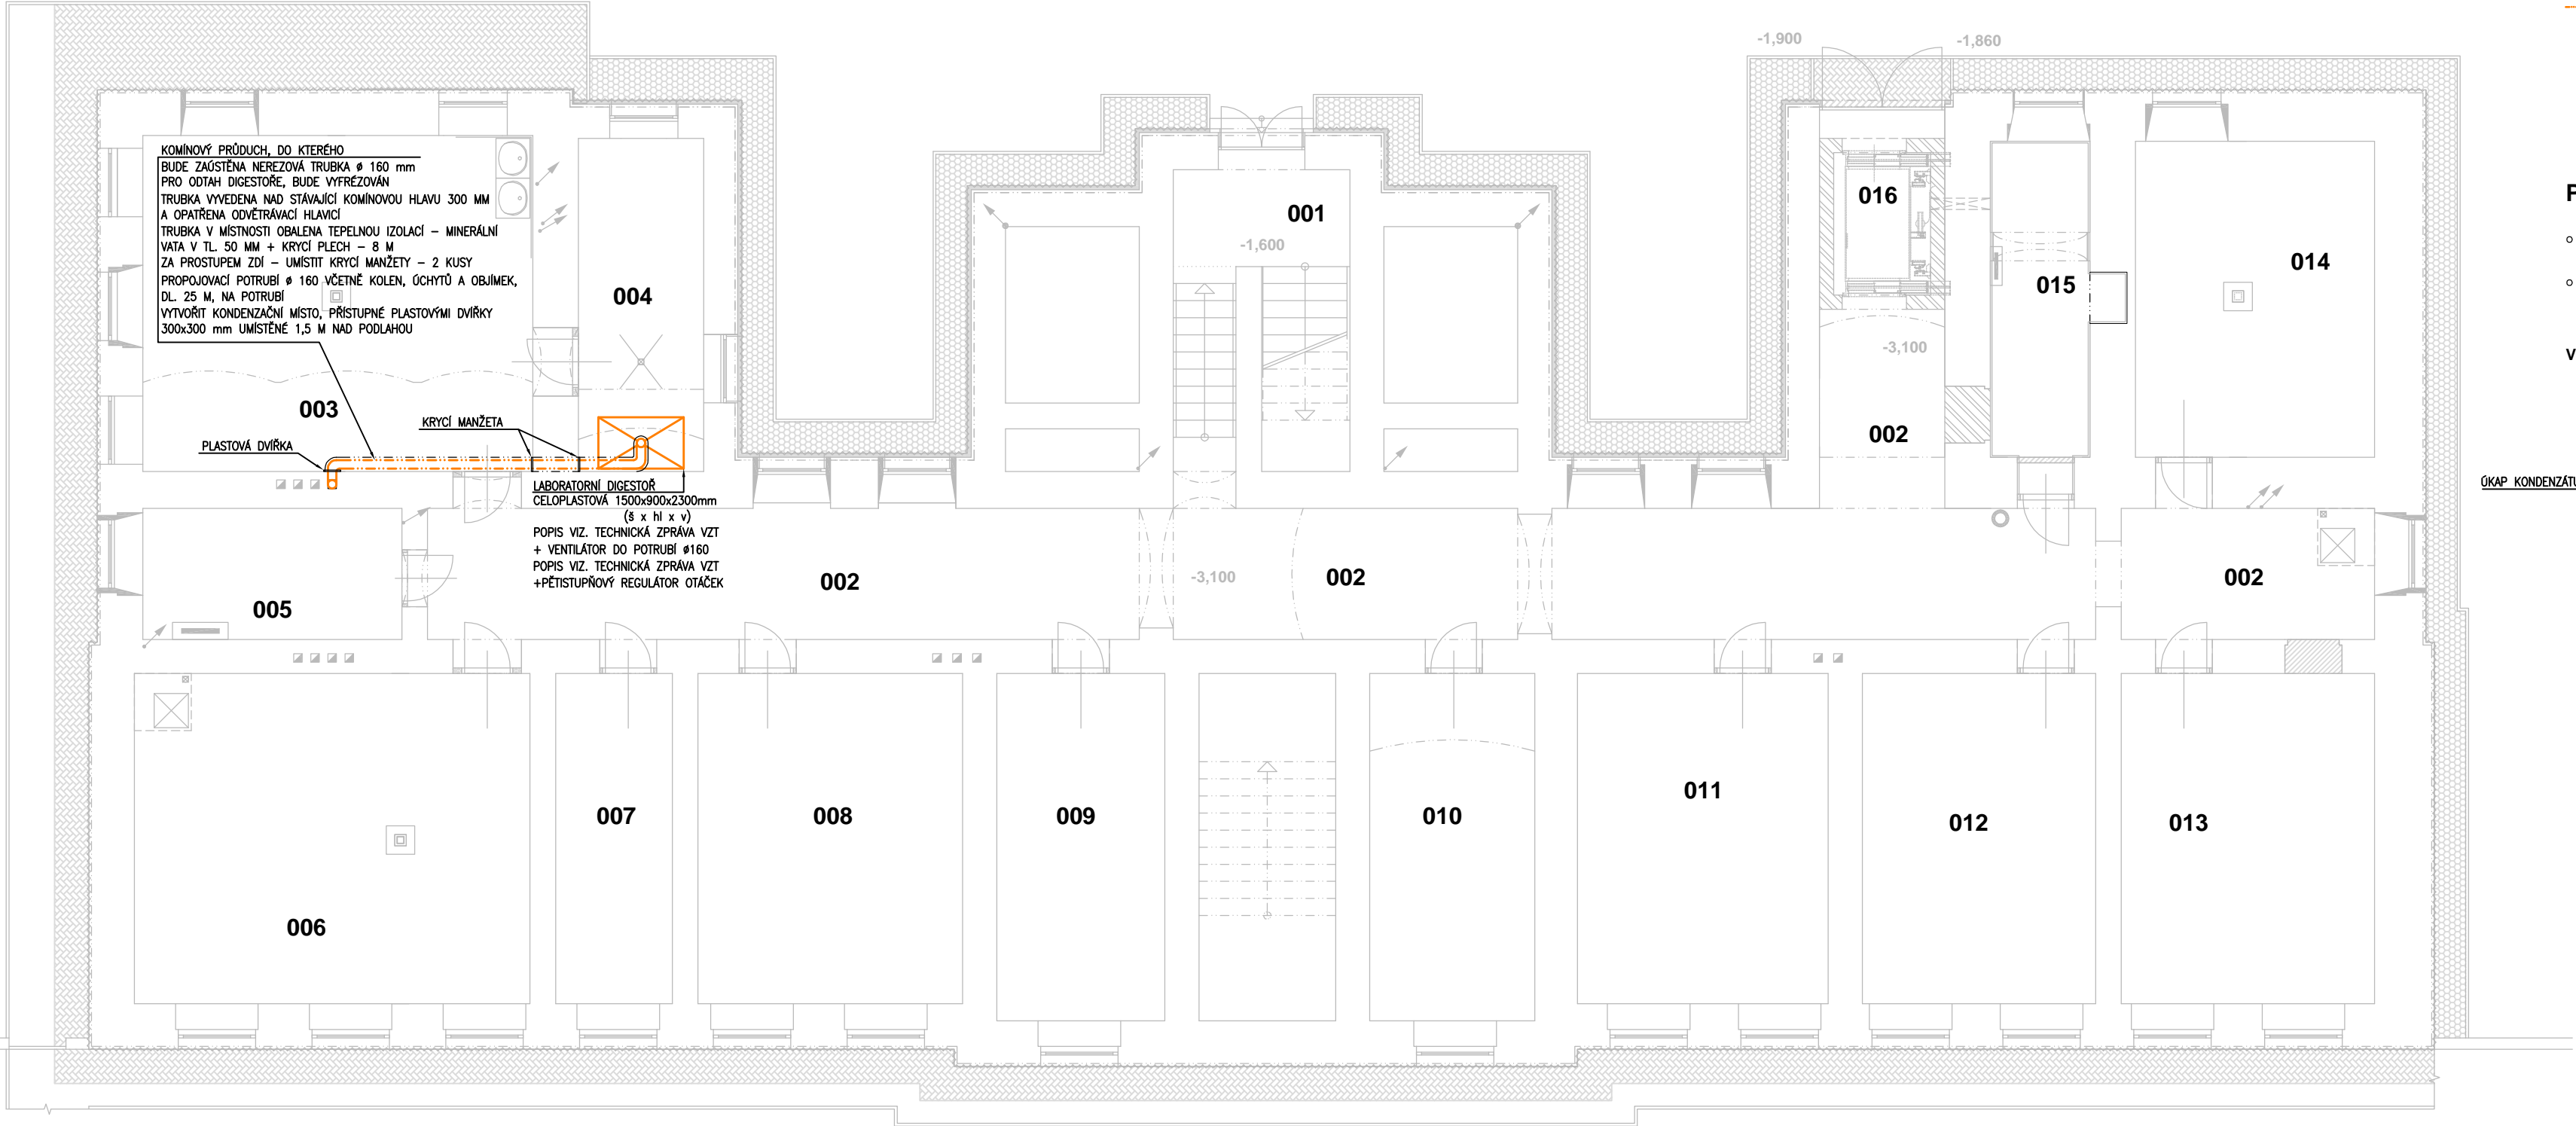 -1,900
-1,860
KOMÍNOVÝ PRŮDUCH, DO KTERÉHO
BUDE ZAÚSTĚNA NEREZOVÁ TRUBKA ø 160 mm
PRO ODTAH DIGESTOŘE, BUDE VYFRÉZOVÁN
TRUBKA VYVEDENA NAD STÁVAJÍCÍ KOMÍNOVOU HLAVU 300 MM
A OPATŘENA ODVĚTRÁVACÍ HLAVICÍ
TRUBKA V MÍSTNOSTI OBALENA TEPELNOU IZOLACÍ – MINERÁLNÍ
VATA V TL. 50 MM + KRYCÍ PLECH – 8 M
ZA PROSTUPEM ZDÍ – UMÍSTIT KRYCÍ MANŽETY – 2 KUSY
PROPOJOVACÍ POTRUBÍ ø 160 VČETNĚ KOLEN, ÚCHYTŮ A OBJÍMEK,
DL. 25 M, NA POTRUBÍ
VYTVOŘIT KONDENZAČNÍ MÍSTO, PŘÍSTUPNÉ PLASTOVÝMI DVÍŘKY
300x300 mm UMÍSTĚNÉ 1,5 M NAD PODLAHOU
004
001
-1,600
016
015
014
P
-3,100
V
003
KRYCÍ MANŽETA
PLASTOVÁ DVÍŘKA
002
LABORATORNÍ DIGESTOŘ
CELOPLASTOVÁ 1500x900x2300mm
(š x hl x v)
POPIS VIZ. TECHNICKÁ ZPRÁVA VZT
+ VENTILÁTOR DO POTRUBÍ ø160
POPIS VIZ. TECHNICKÁ ZPRÁVA VZT
+PĚTISTUPŇOVÝ REGULÁTOR OTÁČEK
ÚKAP KONDENZÁTU
005
002
-3,100
002
002
006
007
008
009
010
011
012
013